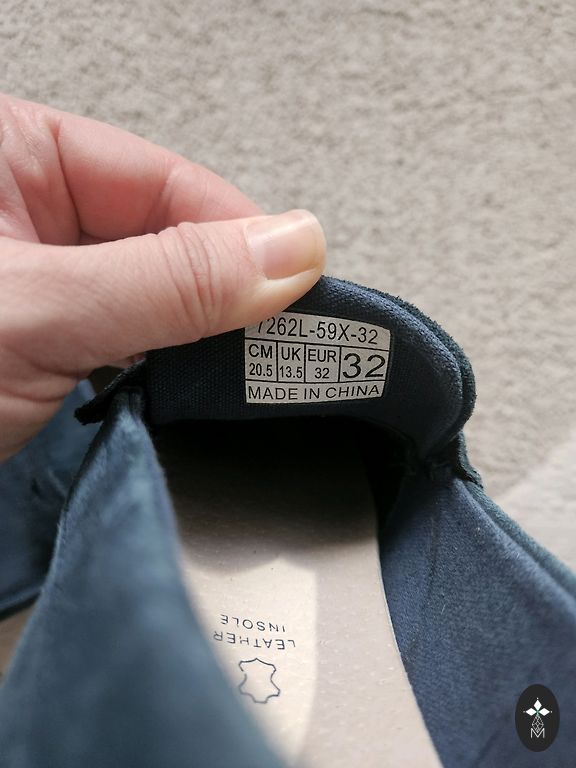 7262L-59X-32
CM UK EUR 32
20.5 13.5 32
MADE IN CHINA
LEATHER
INSOLE
M